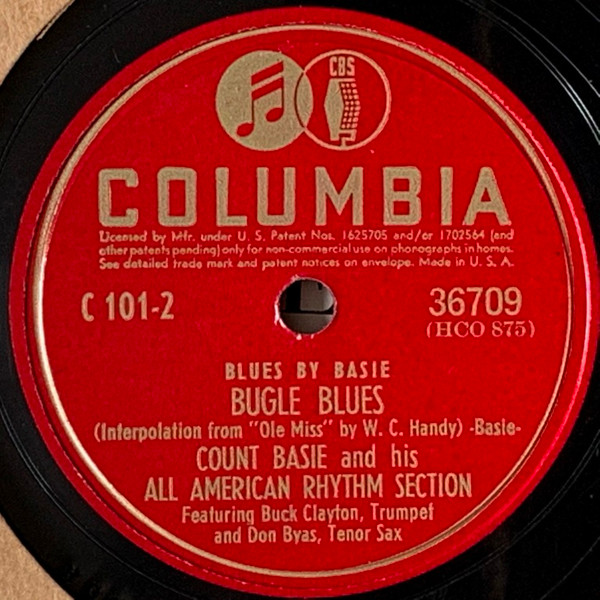 CBS
COLUMBIA
Licensed by Mfr. under U. S. Patent Nos. 1625705 and/or 1702564 (and
other patents pending) only for non-commercial use on phonographs in homes.
See detailed trade mark and patent notices on envelope. Made in U. S. A.
C 101-2
36709
(HCO 875)
BLUES BY BASIE
BUGLE BLUES
(Interpolation from "Ole Miss" by W. C. Handy) -Basie-
COUNT BASIE and his
ALL AMERICAN RHYTHM SECTION
Featuring Buck Clayton, Trumpet
and Don Byas, Tenor Sax